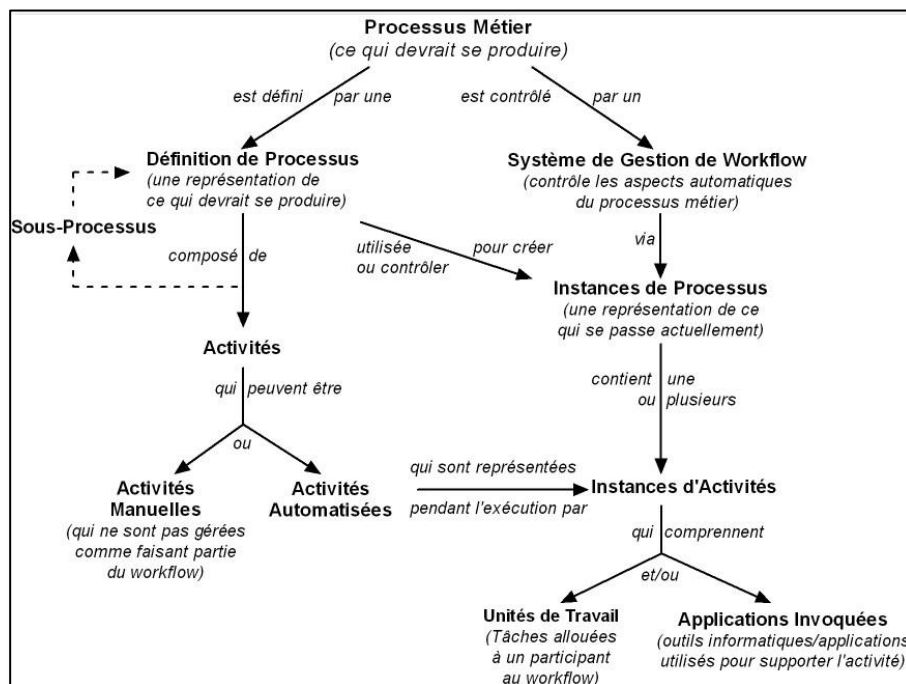 Processus Métier
(ce qui devrait se produire)
est défini par une
est contrôlé par un
Définition de Processus
(une représentation de
ce qui devrait se produire)
Système de Gestion de Workflow
(contrôle les aspects automatiques
du processus métier)
Sous-Processus
composé de
utilisée pour créer
ou contrôler
via
Instances de Processus
(une représentation de ce
qui se passe actuellement)
Activités
qui peuvent être
ou
contient une
ou plusieurs
Activités
Manuelles
(qui ne sont pas gérées
comme faisant partie
du workflow)
Activités
Automatisées
qui sont représentées
pendant l'exécution par
Instances d'Activités
qui comprennent
et/ou
Unités de Travail
(Tâches allouées
à un participant
au workflow)
Applications Invoquées
(outils informatiques/applications
utilisés pour supporter l'activité)